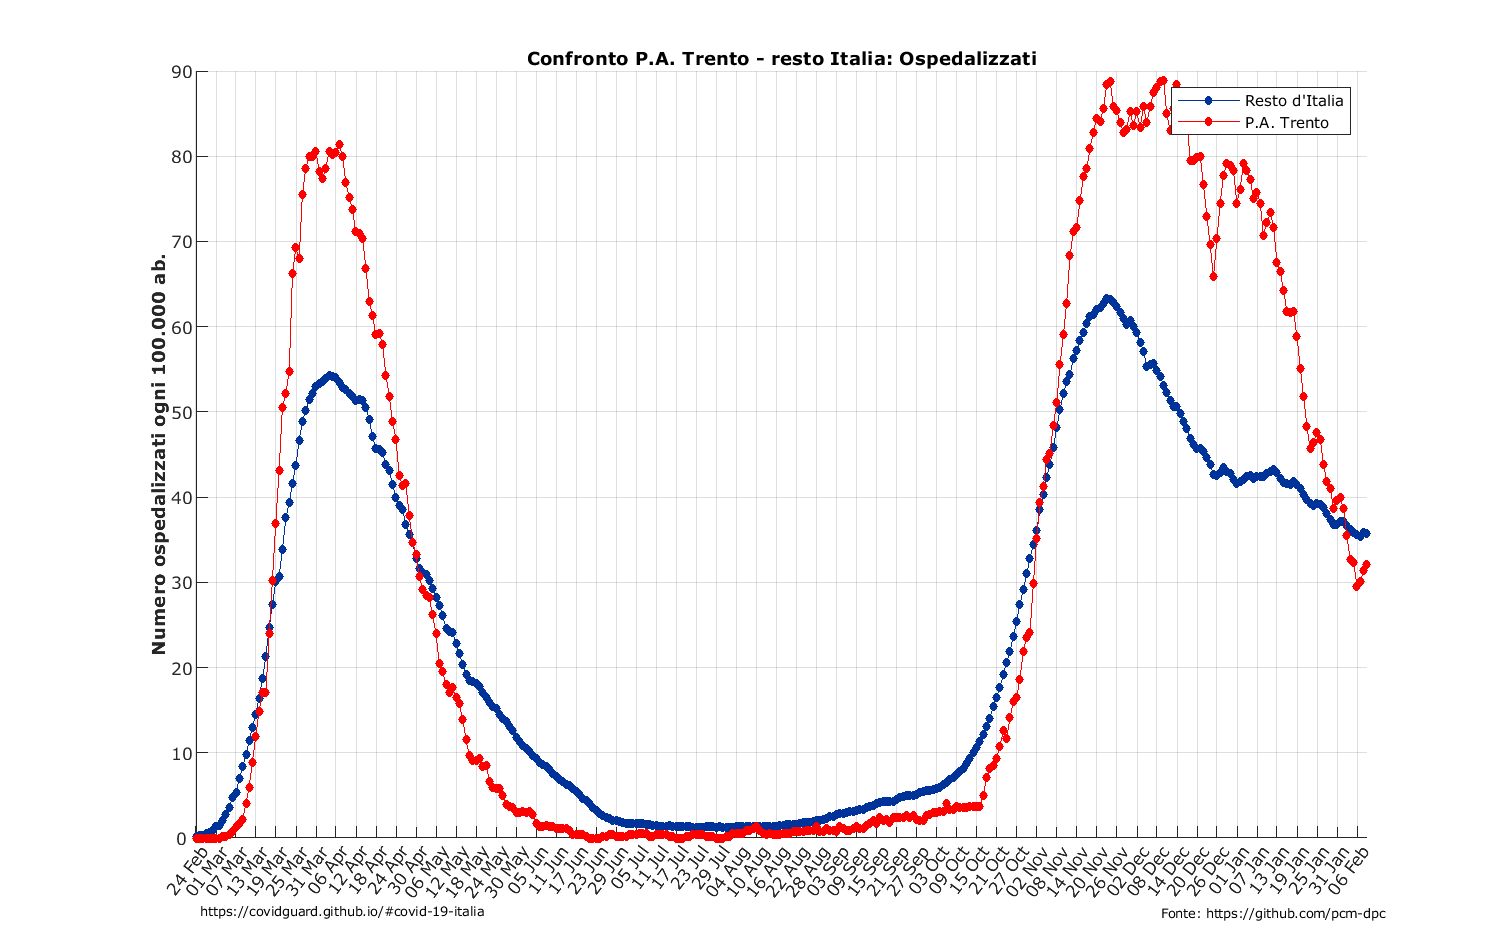 Confronto P.A. Trento - resto Italia: Ospedalizzati
Numero ospedalizzati ogni 100.000 ab.
90
80
70
60
50
40
30
20
10
0
Resto d'Italia
P.A. Trento
24 Feb
01 Mar
07 Mar
13 Mar
19 Mar
25 Mar
31 Mar
06 Apr
12 Apr
18 Apr
24 Apr
30 Apr
06 May
12 May
18 May
24 May
30 May
05 Jun
11 Jun
17 Jun
23 Jun
29 Jun
05 Jul
11 Jul
17 Jul
23 Jul
29 Jul
04 Aug
10 Aug
16 Aug
22 Aug
28 Aug
03 Sep
09 Sep
15 Sep
21 Sep
27 Sep
03 Oct
09 Oct
15 Oct
21 Oct
27 Oct
02 Nov
08 Nov
14 Nov
20 Nov
26 Nov
02 Dec
08 Dec
14 Dec
20 Dec
26 Dec
01 Jan
07 Jan
13 Jan
19 Jan
25 Jan
31 Jan
06 Feb
https://covidguard.github.io/#covid-19-italia
Fonte: https://github.com/pcm-dpc